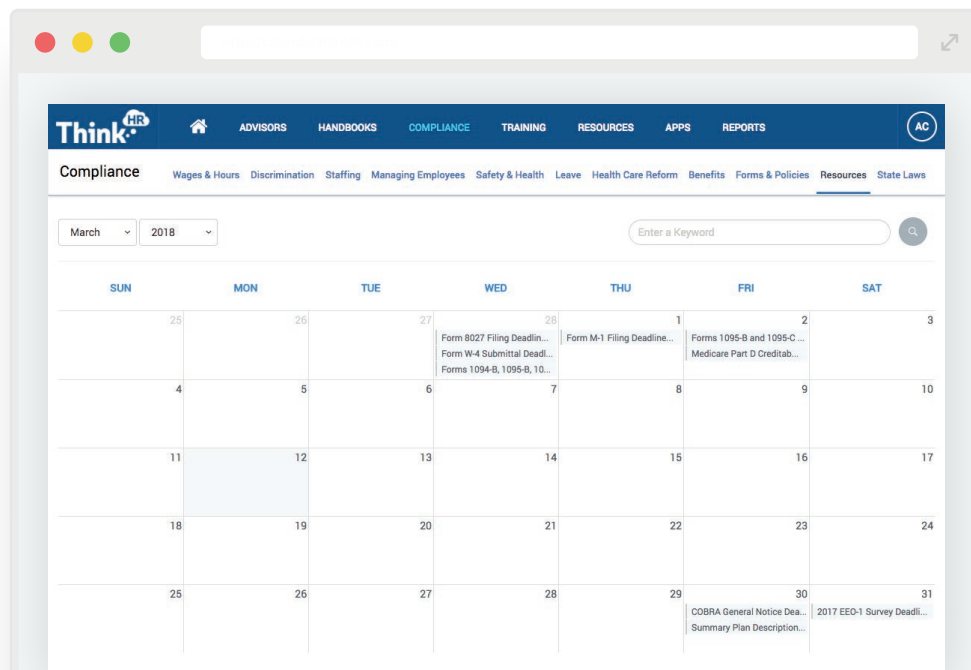 Think HR
ADVISORS HANDBOOKS COMPLIANCE TRAINING RESOURCES APPS REPORTS AC
Compliance Wages & Hours Discrimination Staffing Managing Employees Safety & Health Leave Health Care Reform Benefits Forms & Policies Resources State Laws
March 2018 Enter a Keyword
SUN MON TUE WED THU FRI SAT
25 26 27 28 1 2 3
Form 8027 Filing Deadlin... Form M-1 Filing Deadline... Forms 1095-B and 1095-C ...
Form W-4 Submittal Deadl... Medicare Part D Creditab...
Forms 1094-B, 1095-B, 10...
4 5 6 7 8 9 10
11 12 13 14 15 16 17
18 19 20 21 22 23 24
25 26 27 28 29 30 31
COBRA General Notice Dea... 2017 EEO-1 Survey Deadli...
Summary Plan Description...